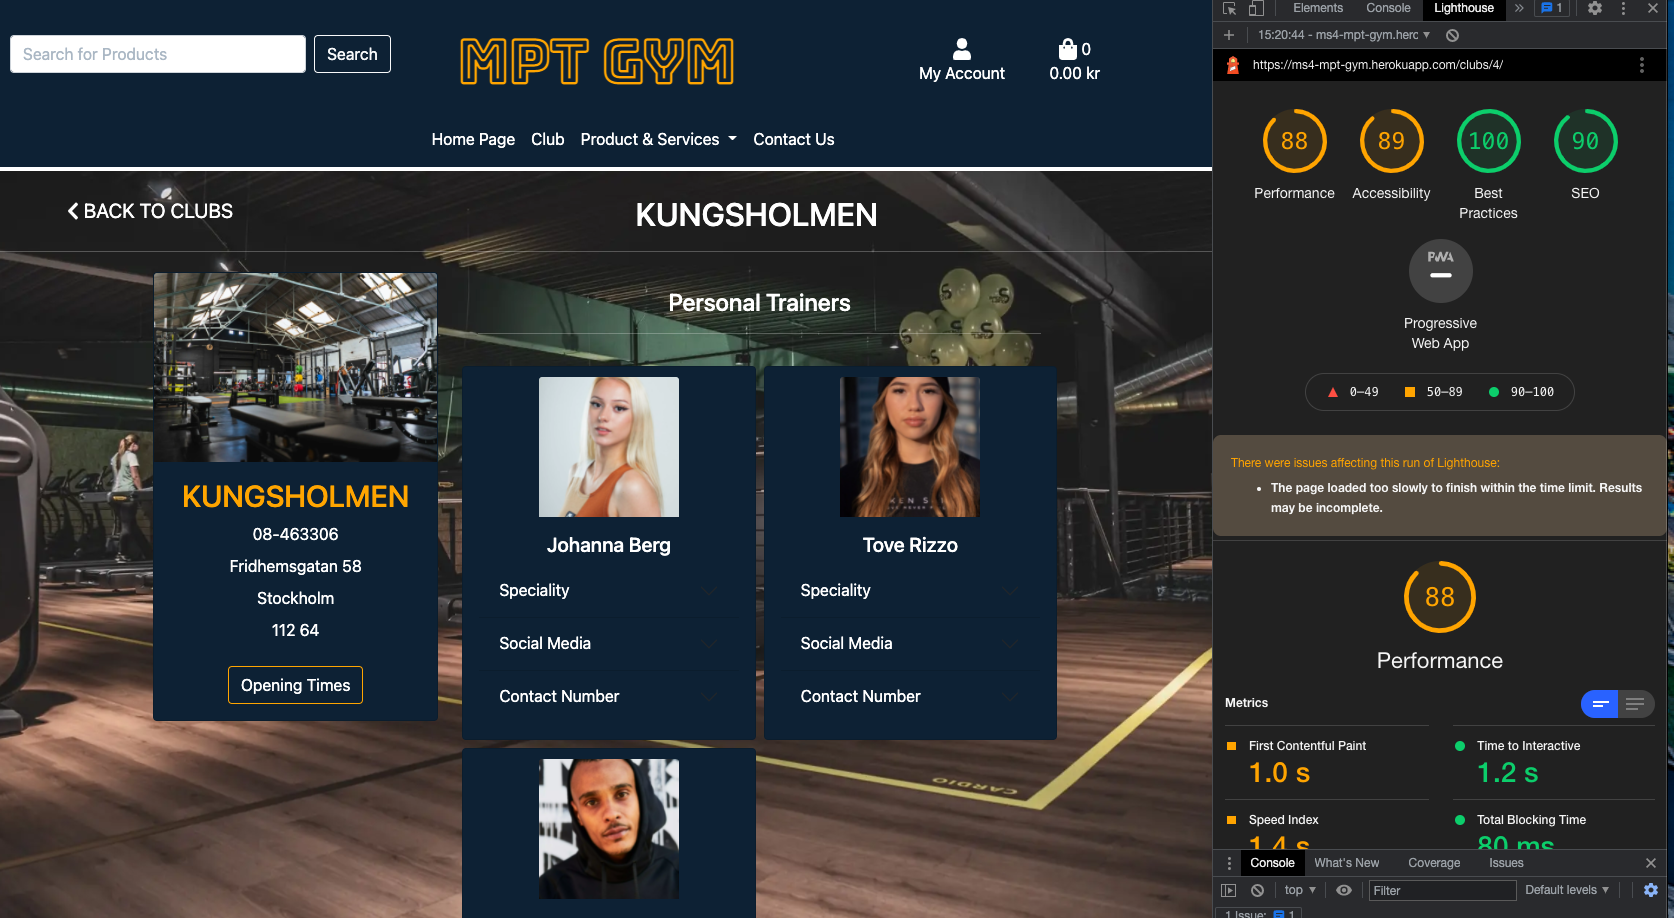 Search for Products
Search
MPT GYM
My Account
0
0.00 kr
Home Page Club Product & Services Contact Us
BACK TO CLUBS
KUNGSHOLMEN
KUNGSHOLMEN
08-463306
Fridhemsgatan 58
Stockholm
112 64
Opening Times
Personal Trainers
Johanna Berg
Speciality
Social Media
Contact Number
Tove Rizzo
Speciality
Social Media
Contact Number
CARDIO
Elements Console Lighthouse 1
15:20:44 - ms4-mpt-gym.herc
https://ms4-mpt-gym.herokuapp.com/clubs/4/
88
Performance
89
Accessibility
100
Best
Practices
90
SEO
PWA
Progressive
Web App
0–49 50–89 90–100
There were issues affecting this run of Lighthouse:
The page loaded too slowly to finish within the time limit. Results
may be incomplete.
88
Performance
Metrics
First Contentful Paint
1.0 s
Time to Interactive
1.2 s
Speed Index
1.4 s
Total Blocking Time
80 ms
Console What's New Coverage Issues
top Filter Default levels
1 Issue: 1